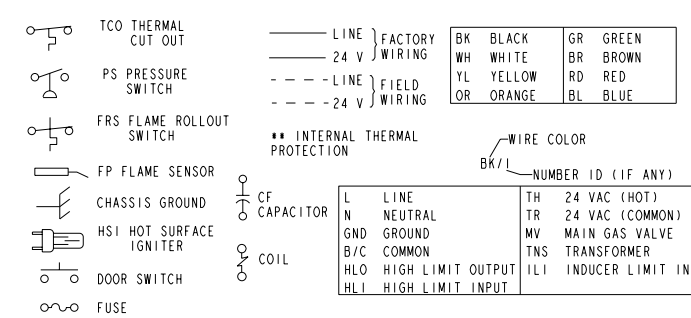 TCO THERMAL
CUT OUT
PS PRESSURE
SWITCH
FRS FLAME ROLLOUT
SWITCH
FP FLAME SENSOR
CHASSIS GROUND
HSI HOT SURFACE
IGNITER
DOOR SWITCH
FUSE
LINE
24 V
FACTORY
WIRING
LINE
24 V
FIELD
WIRING
** INTERNAL THERMAL
PROTECTION
CF
CAPACITOR
COIL
BK BLACK GR GREEN
WH WHITE BR BROWN
YL YELLOW RD RED
OR ORANGE BL BLUE
WIRE COLOR
BK/1
NUMBER ID (IF ANY)
L LINE TH 24 VAC (HOT)
N NEUTRAL TR 24 VAC (COMMON)
GND GROUND MV MAIN GAS VALVE
B/C COMMON TNS TRANSFORMER
HLO HIGH LIMIT OUTPUT ILI INDUCER LIMIT IN
HLI HIGH LIMIT INPUT